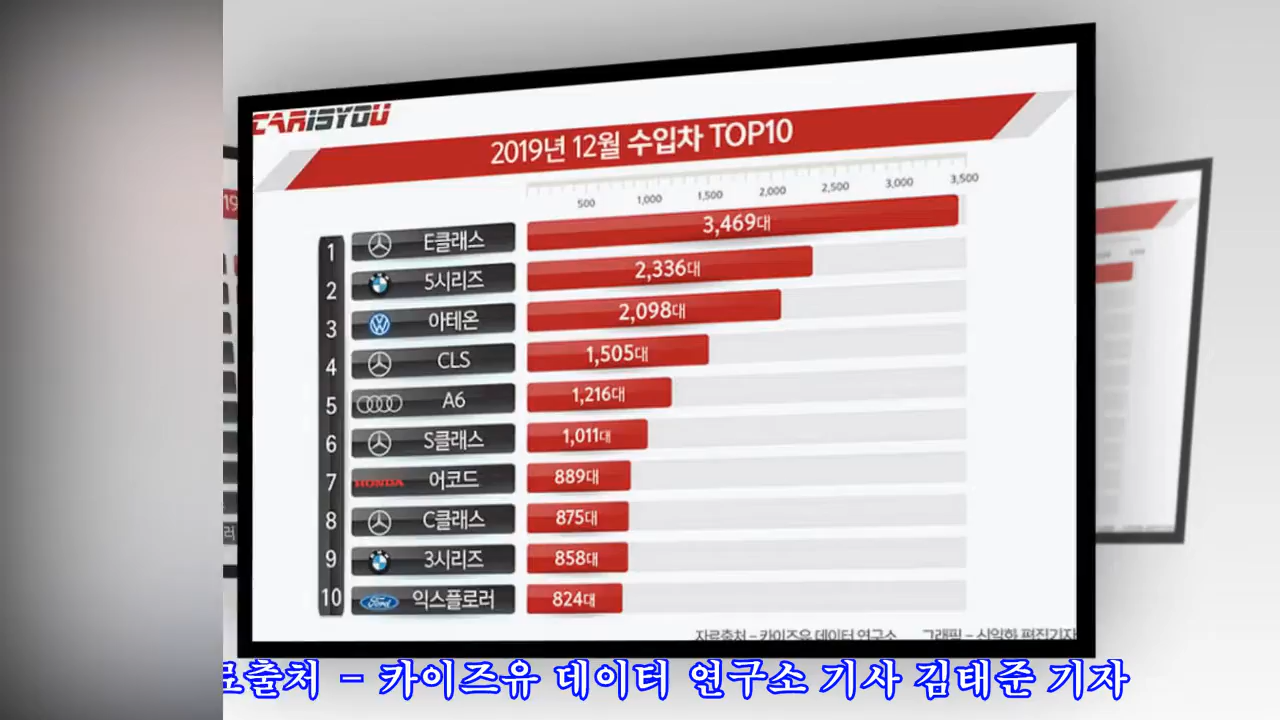 CARISYOU
2019년 12월 수입차 TOP10
500 1,000 1,500 2,000 2,500 3,000 3,500
1 E클래스 3,469대
2 5시리즈 2,336대
3 아테온 2,098대
4 CLS 1,505대
5 A6 1,216대
6 S클래스 1,011대
7 HONDA 어코드 889대
8 C클래스 875대
9 3시리즈 858대
10 Ford 익스플로러 824대
자료출처 - 카이즈유 데이터 연구소 그래픽 - 신일화 편집기자
료출처 - 카이즈유 데이터 연구소 기사 김태준 기자